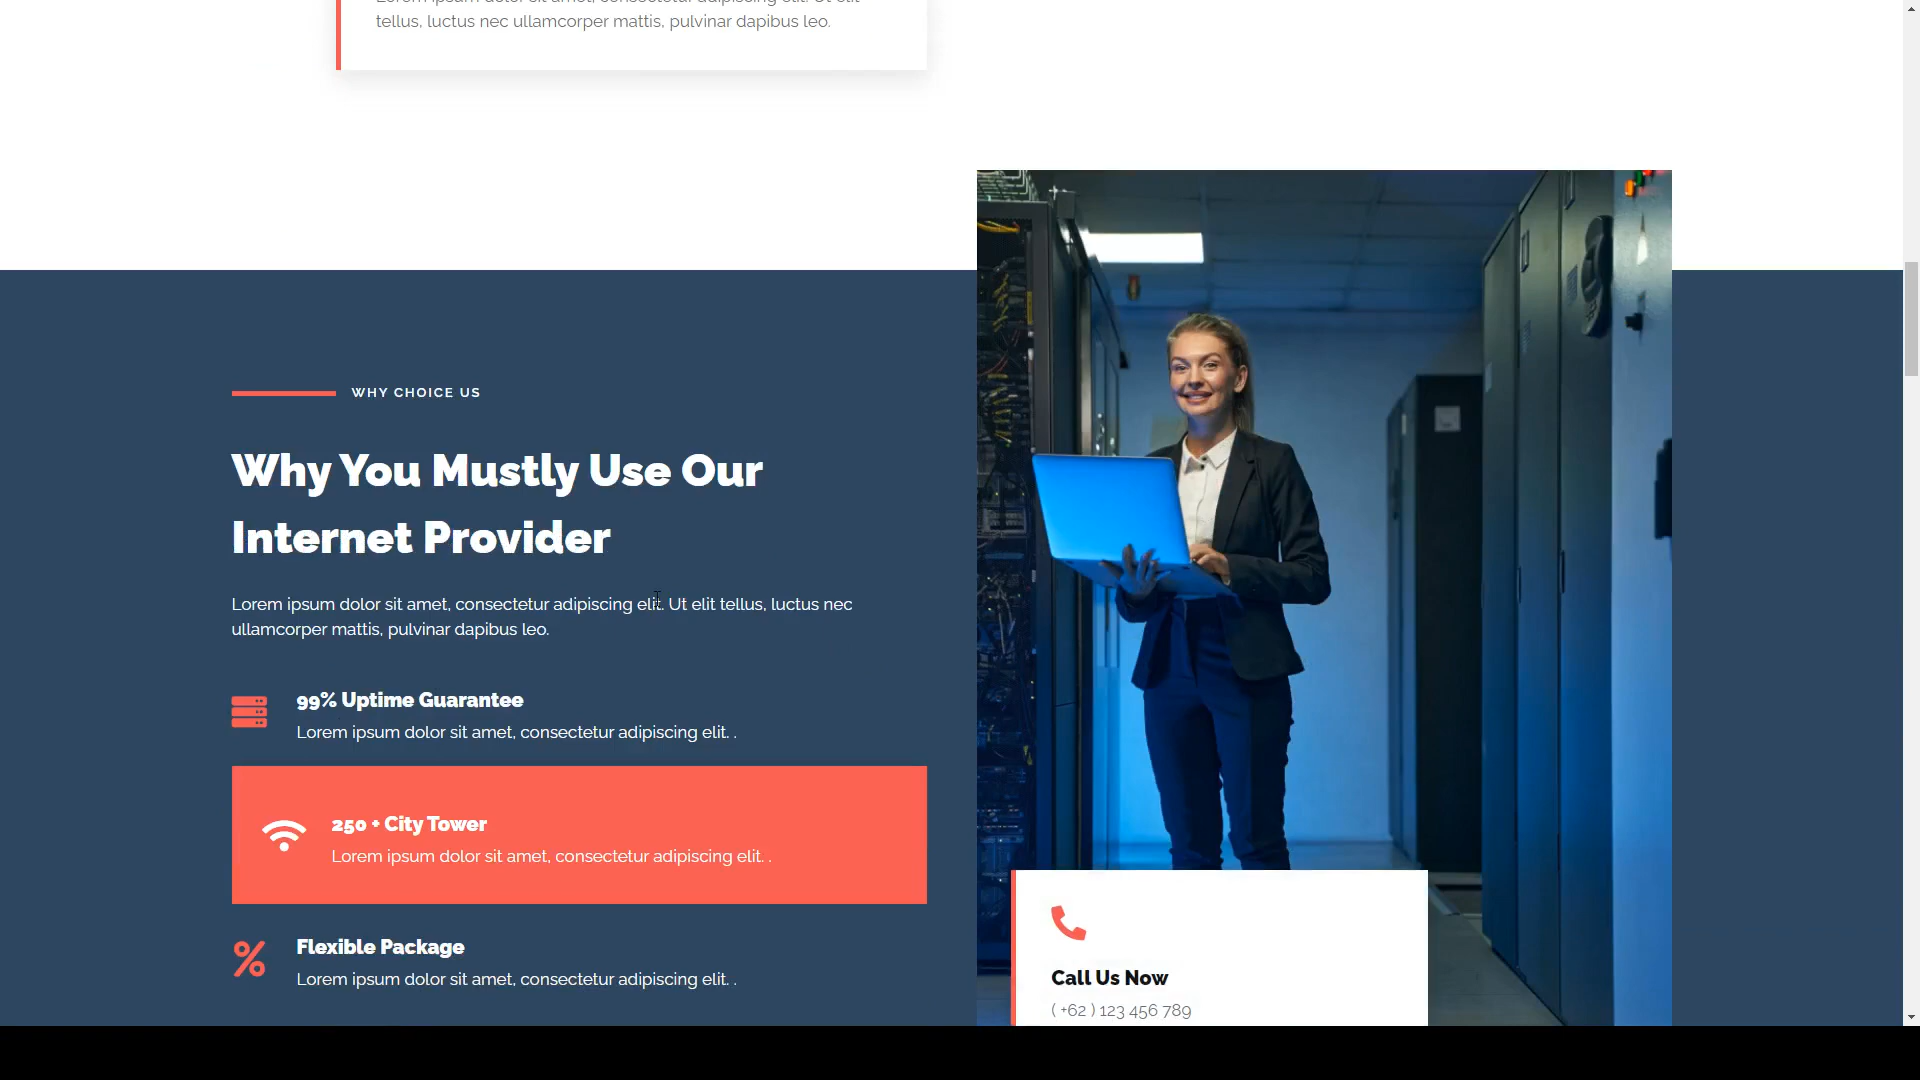 tellus, luctus nec ullamcorper mattis, pulvinar dapibus leo.
WHY CHOICE US
Why You Mustly Use Our
Internet Provider
Lorem ipsum dolor sit amet, consectetur adipiscing elit. Ut elit tellus, luctus nec
ullamcorper mattis, pulvinar dapibus leo.
99% Uptime Guarantee
Lorem ipsum dolor sit amet, consectetur adipiscing elit. .
250 + City Tower
Lorem ipsum dolor sit amet, consectetur adipiscing elit. .
Flexible Package
Lorem ipsum dolor sit amet, consectetur adipiscing elit. .
Call Us Now
( +62 ) 123 456 789